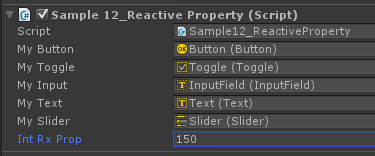 Sample 12_Reactive Property (Script)
Script Sample12_ReactiveProperty
My Button Button (Button)
My Toggle Toggle (Toggle)
My Input InputField (InputField)
My Text Text (Text)
My Slider Slider (Slider)
Int Rx Prop 150